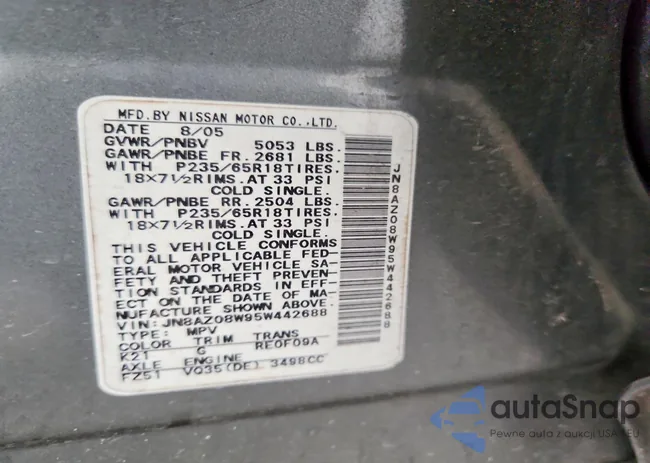 MFD.BY NISSAN MOTOR CO.,LTD.
DATE 8/05
GVWR/PNBV 5053 LBS.
GAWR/PNBE FR. 2681 LBS.
WITH P235/65R18TIRES.
18×7½RIMS.AT 33 PSI
COLD SINGLE.
GAWR/PNBE RR. 2504 LBS.
WITH P235/65R18TIRES.
18×7½RIMS.AT 33 PSI
COLD SINGLE.
THIS VEHICLE CONFORMS
TO ALL APPLICABLE FED-
ERAL MOTOR VEHICLE SA-
FETY AND THEFT PREVEN-
TION STANDARDS IN EFF-
ECT ON THE DATE OF MA-
NUFACTURE SHOWN ABOVE.
VIN:JN8AZ08W95W442688
TYPE: MPV
COLOR TRIM TRANS
K21 G RE0F09A
AXLE ENGINE
FZ51 VQ35(DE) 3498CC
JN8AZ08W95W442688
autaSnap
Pewne auta z aukcji USA i EU